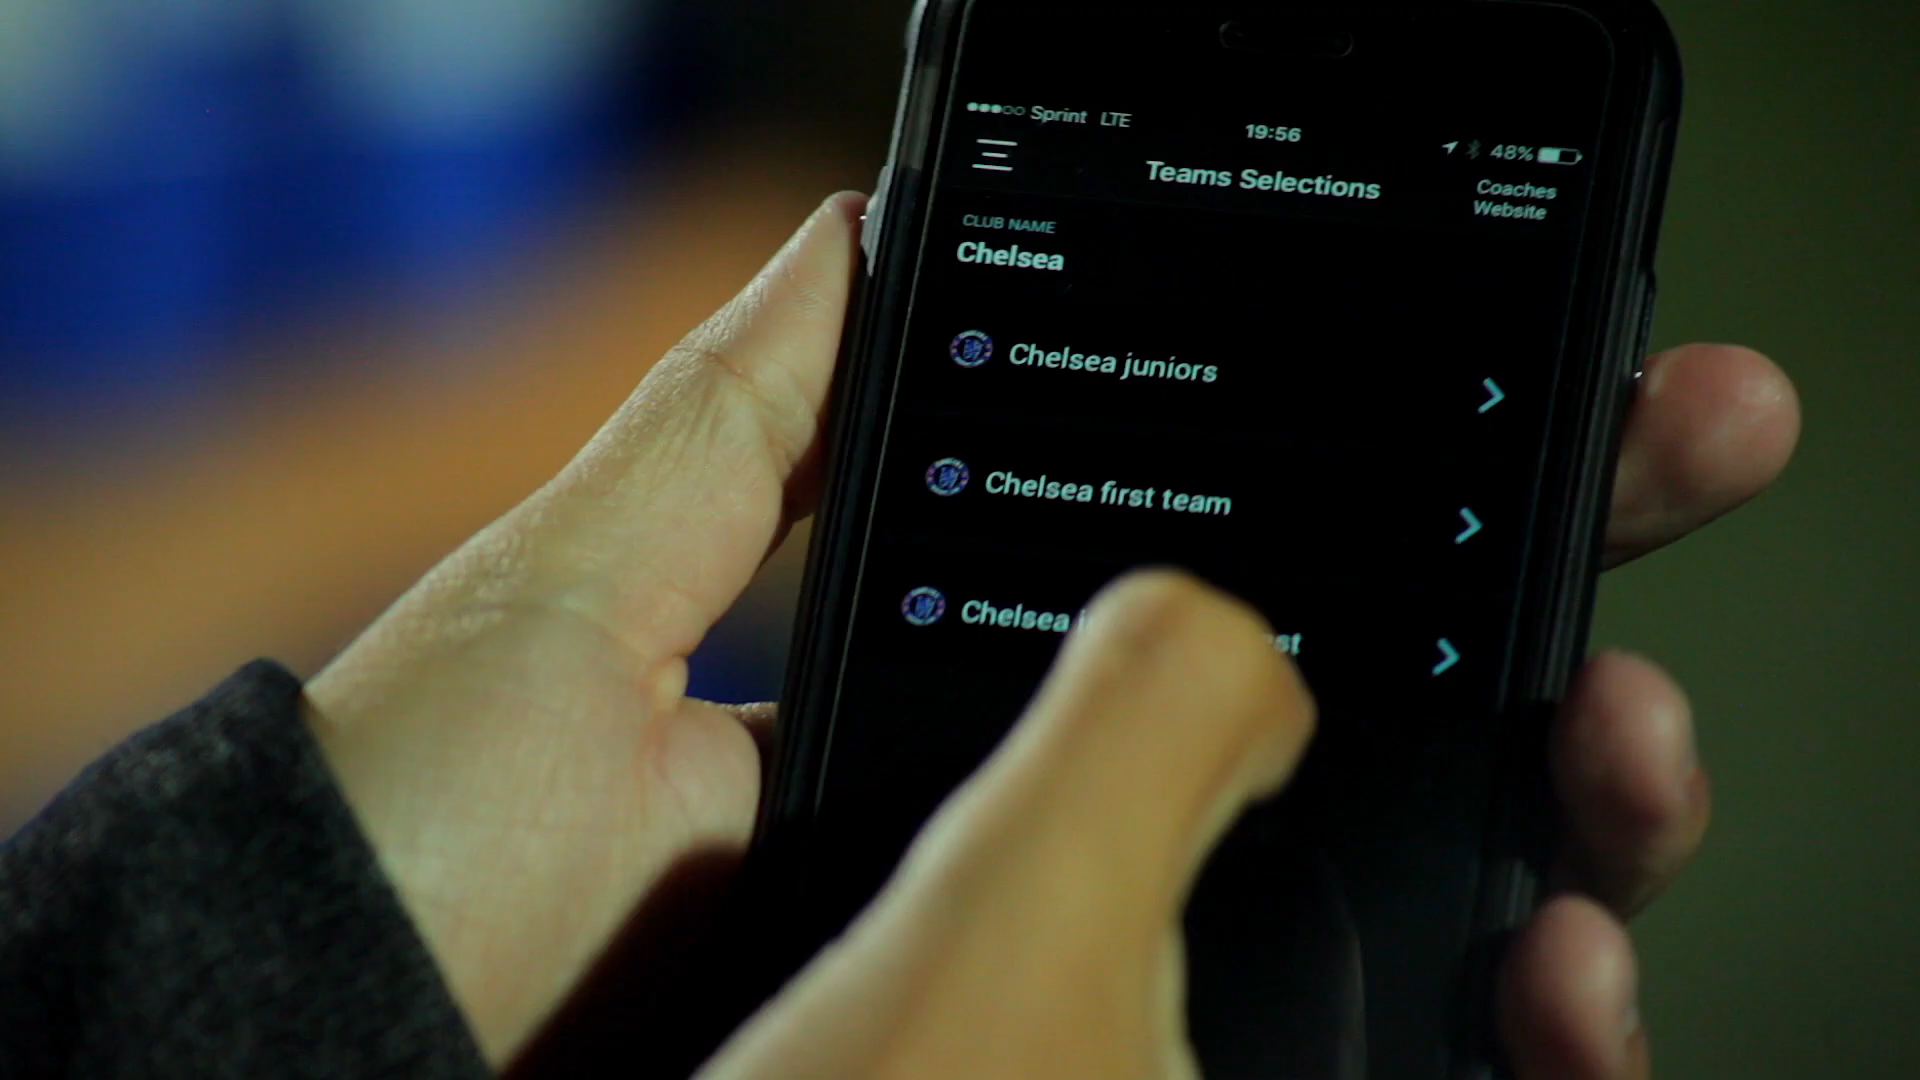 Sprint LTE
19:56
48%
Teams Selections
Coaches
Website
CLUB NAME
Chelsea
Chelsea juniors
Chelsea first team
Chelsea